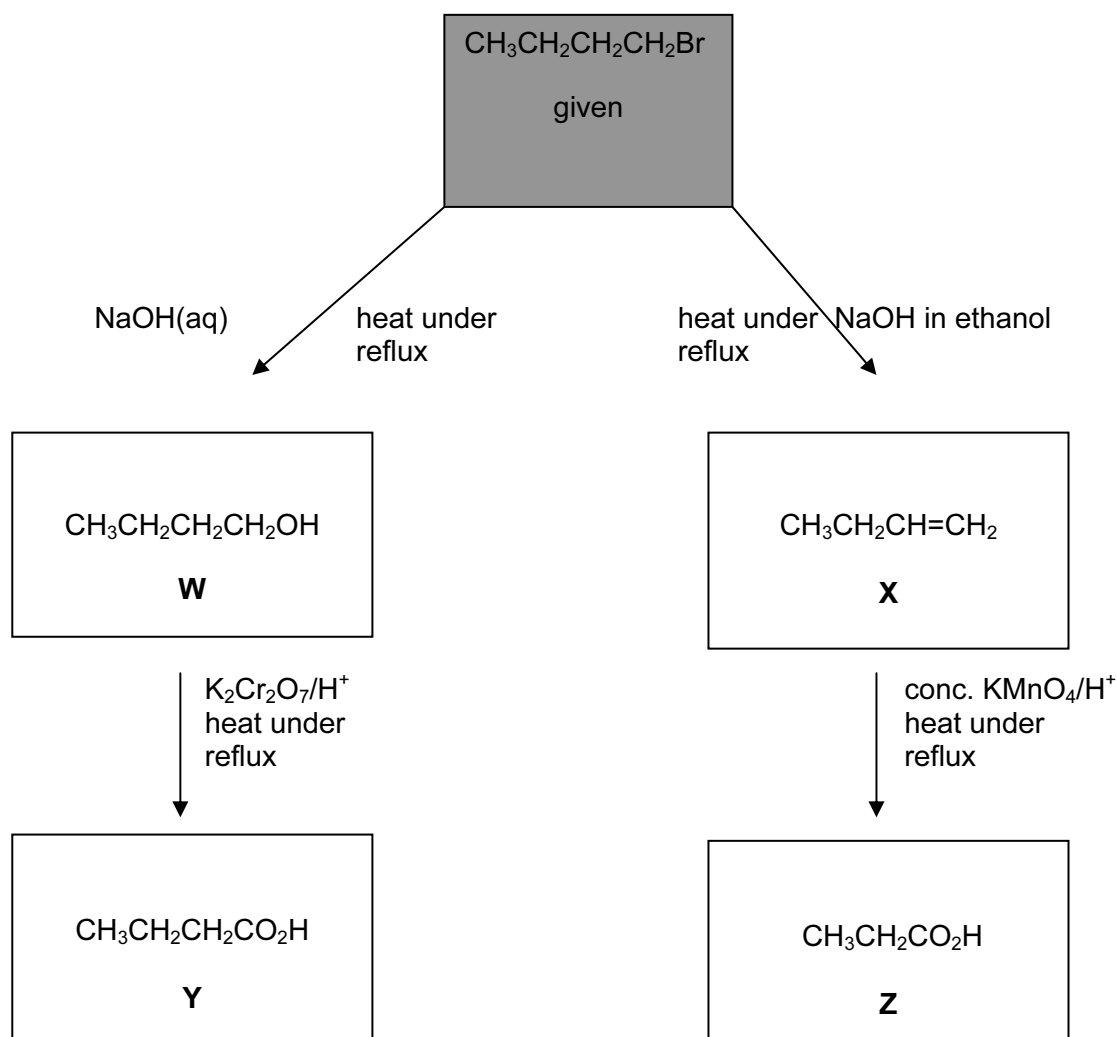 CH₃CH₂CH₂CH₂Br
given
NaOH(aq)
heat under
reflux
heat under
reflux
NaOH in ethanol
CH₃CH₂CH₂CH₂OH
W
CH₃CH₂CH=CH₂
X
K₂Cr₂O₇/H⁺
heat under
reflux
conc. KMnO₄/H⁺
heat under
reflux
CH₃CH₂CH₂CO₂H
Y
CH₃CH₂CO₂H
Z